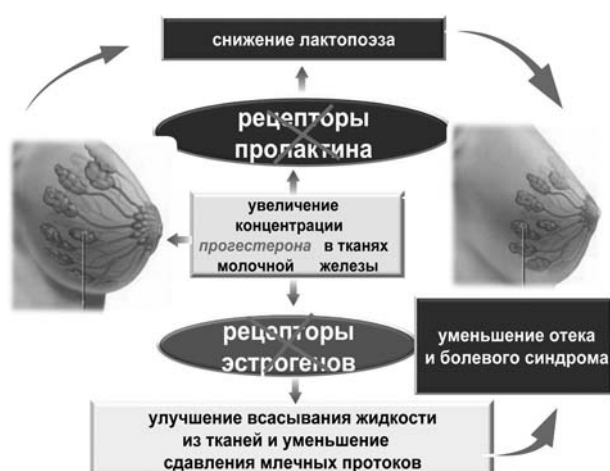 снижение лактопоэза
рецепторы
пролактина
увеличение
концентрации
прогестерона в тканях
молочной железы
рецепторы
эстрогенов
уменьшение отека
и болевого синдрома
улучшение всасывания жидкости
из тканей и уменьшение
сдавления млечных протоков